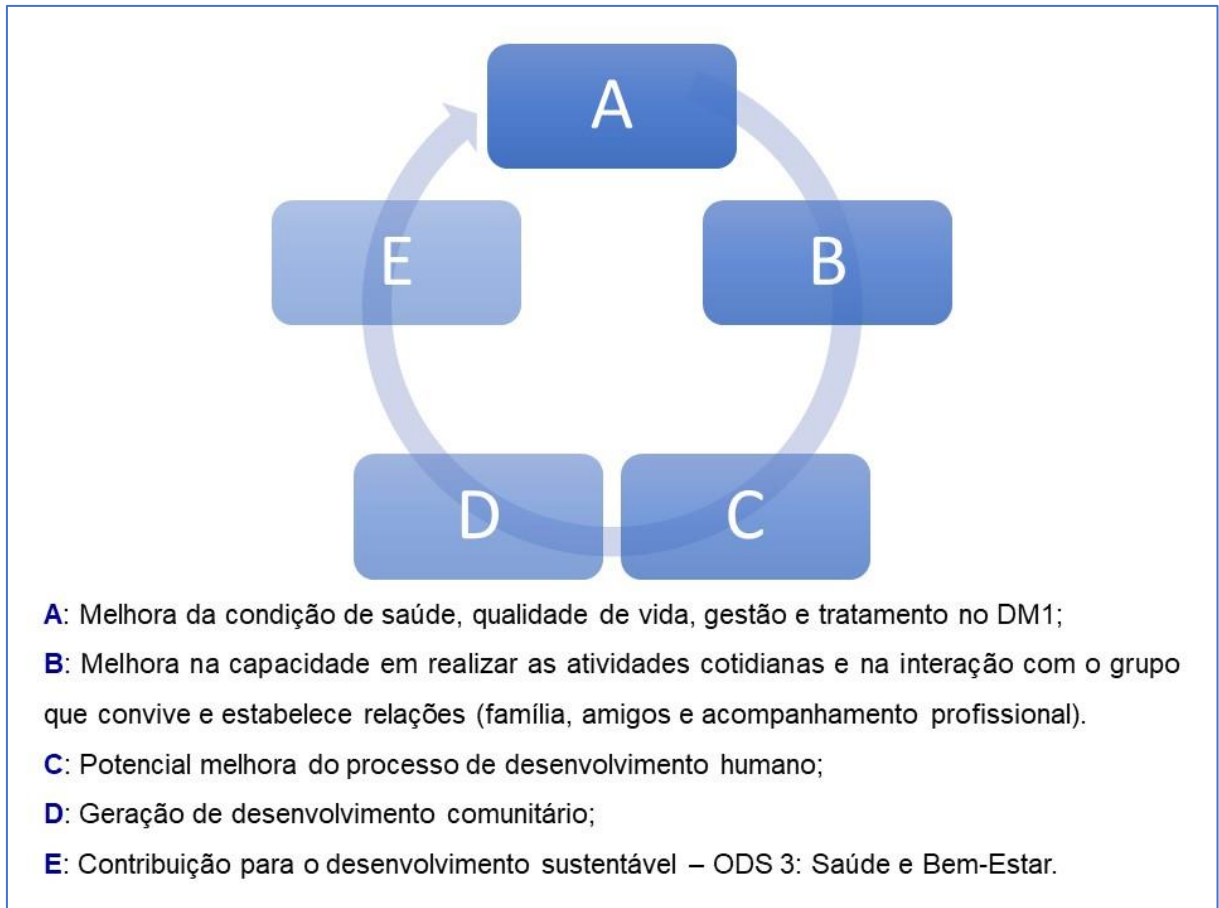 A
E
B
D
C
A: Melhora da condição de saúde, qualidade de vida, gestão e tratamento no DM1;
B: Melhora na capacidade em realizar as atividades cotidianas e na interação com o grupo
que convive e estabelece relações (família, amigos e acompanhamento profissional).
C: Potencial melhora do processo de desenvolvimento humano;
D: Geração de desenvolvimento comunitário;
E: Contribuição para o desenvolvimento sustentável – ODS 3: Saúde e Bem-Estar.